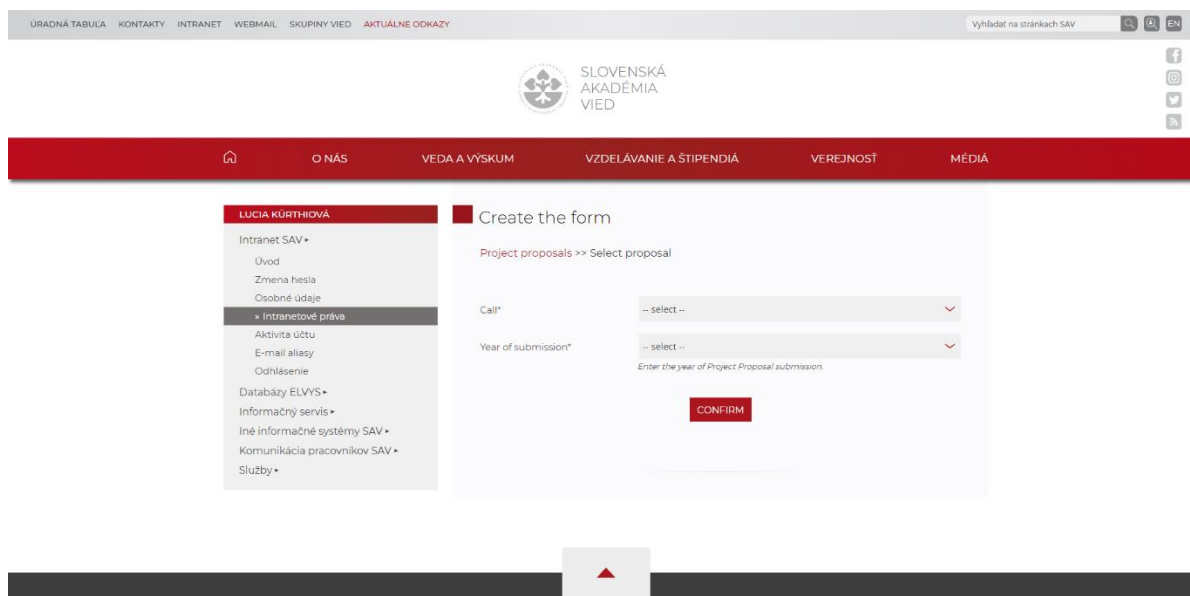 ÚRADNÁ TABUĽA KONTAKTY INTRANET WEBMAIL SKUPINY VIED AKTUÁLNE ODKAZY
Vyhľadať na stránkach SAV EN
SLOVENSKÁ
AKADÉMIA
VIED
O NÁS VEDA A VÝSKUM VZDELÁVANIE A ŠTIPENDIÁ VEREJNOSŤ MÉDIÁ
LUCIA KÜRTHIOVÁ
Intranet SAV
Úvod
Zmena hesla
Osobné údaje
» Intranetové práva
Aktivita účtu
E-mail aliasy
Odhlásenie
Databázy ELVYS
Informačný servis
Iné informačné systémy SAV
Komunikácia pracovníkov SAV
Služby
Create the form
Project proposals >> Select proposal
Call* -- select --
Year of submission* -- select --
Enter the year of Project Proposal submission.
CONFIRM